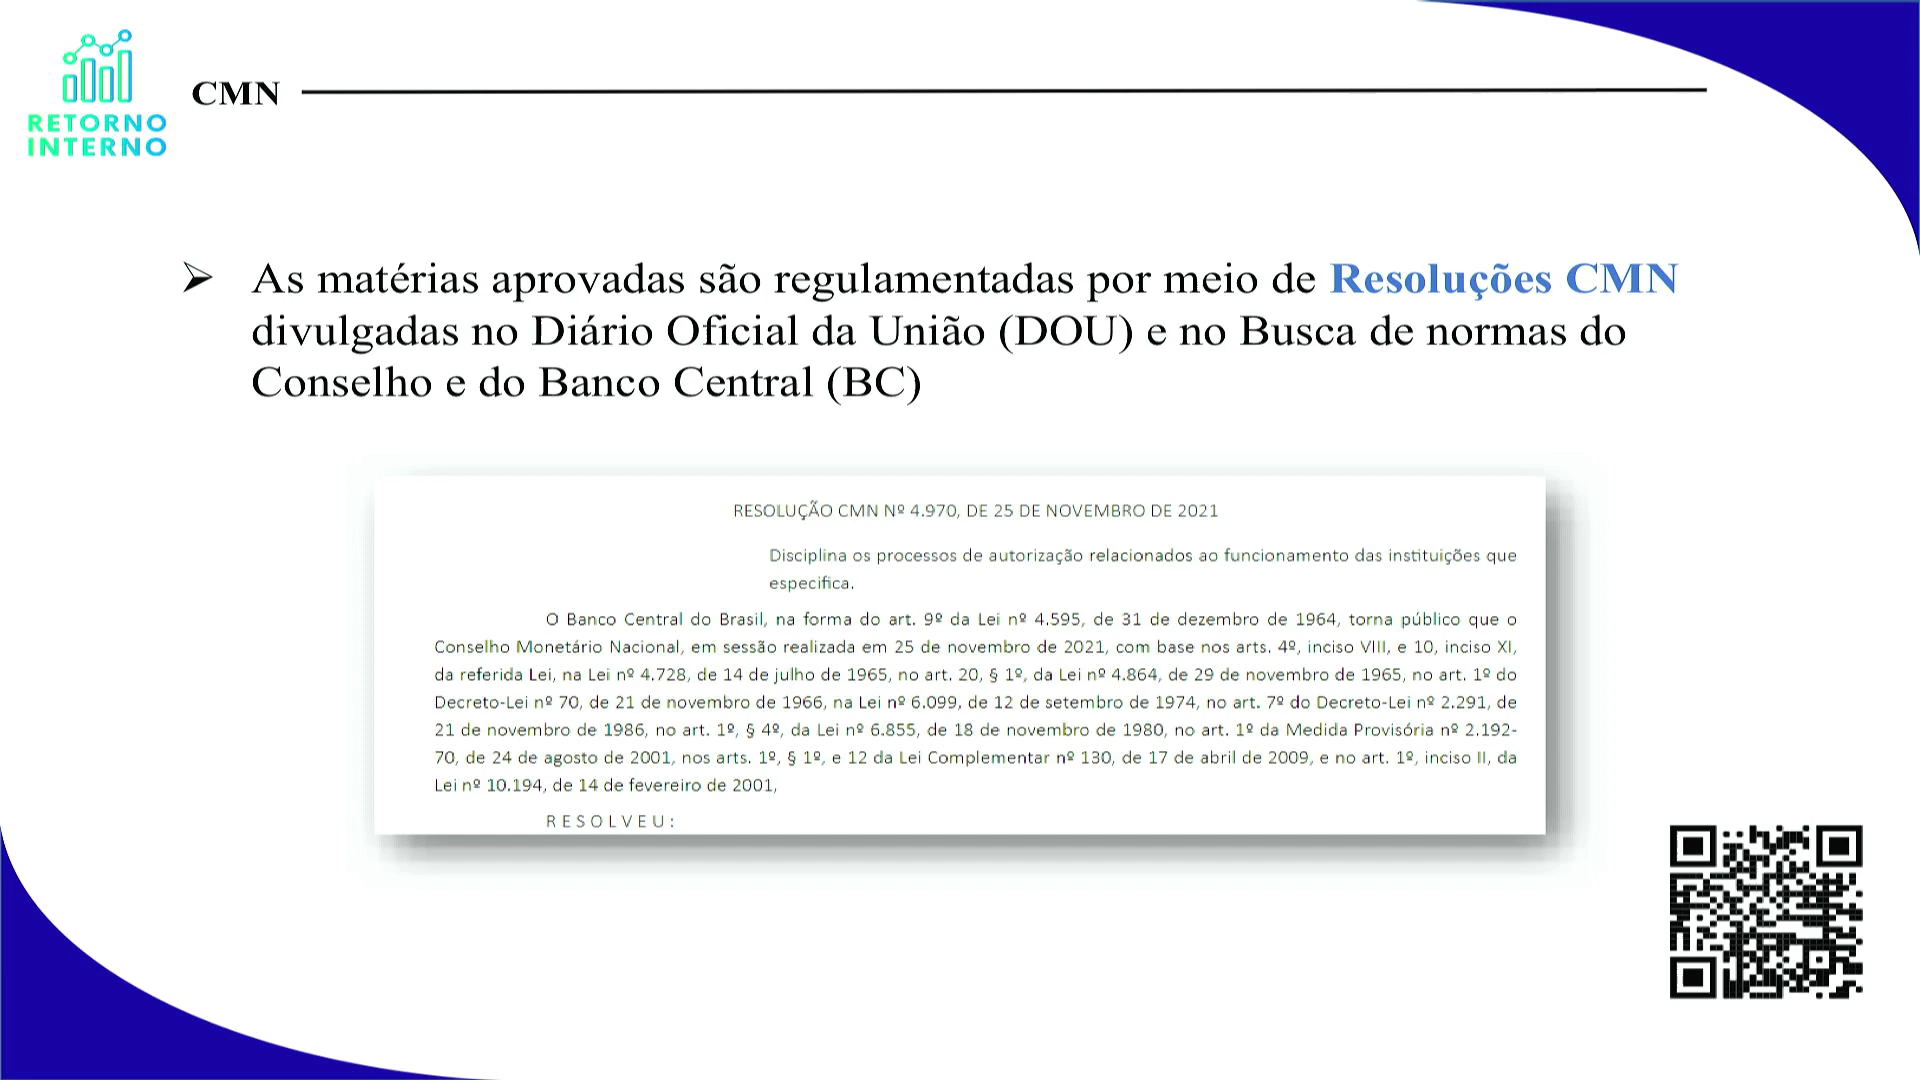 RETORNO
INTERNO
CMN
➢ As matérias aprovadas são regulamentadas por meio de Resoluções CMN
divulgadas no Diário Oficial da União (DOU) e no Busca de normas do
Conselho e do Banco Central (BC)
RESOLUÇÃO CMN Nº 4.970, DE 25 DE NOVEMBRO DE 2021
Disciplina os processos de autorização relacionados ao funcionamento das instituições que
especifica.
O Banco Central do Brasil, na forma do art. 9º da Lei nº 4.595, de 31 de dezembro de 1964, torna público que o
Conselho Monetário Nacional, em sessão realizada em 25 de novembro de 2021, com base nos arts. 4º, inciso VIII, e 10, inciso XI,
da referida Lei, na Lei nº 4.728, de 14 de julho de 1965, no art. 20, § 1º, da Lei nº 4.864, de 29 de novembro de 1965, no art. 1º do
Decreto-Lei nº 70, de 21 de novembro de 1966, na Lei nº 6.099, de 12 de setembro de 1974, no art. 7º do Decreto-Lei nº 2.291, de
21 de novembro de 1986, no art. 1º, § 4º, da Lei nº 6.855, de 18 de novembro de 1980, no art. 1º da Medida Provisória nº 2.192-
70, de 24 de agosto de 2001, nos arts. 1º, § 1º, e 12 da Lei Complementar nº 130, de 17 de abril de 2009, e no art. 1º, inciso II, da
Lei nº 10.194, de 14 de fevereiro de 2001,
R E S O L V E U :